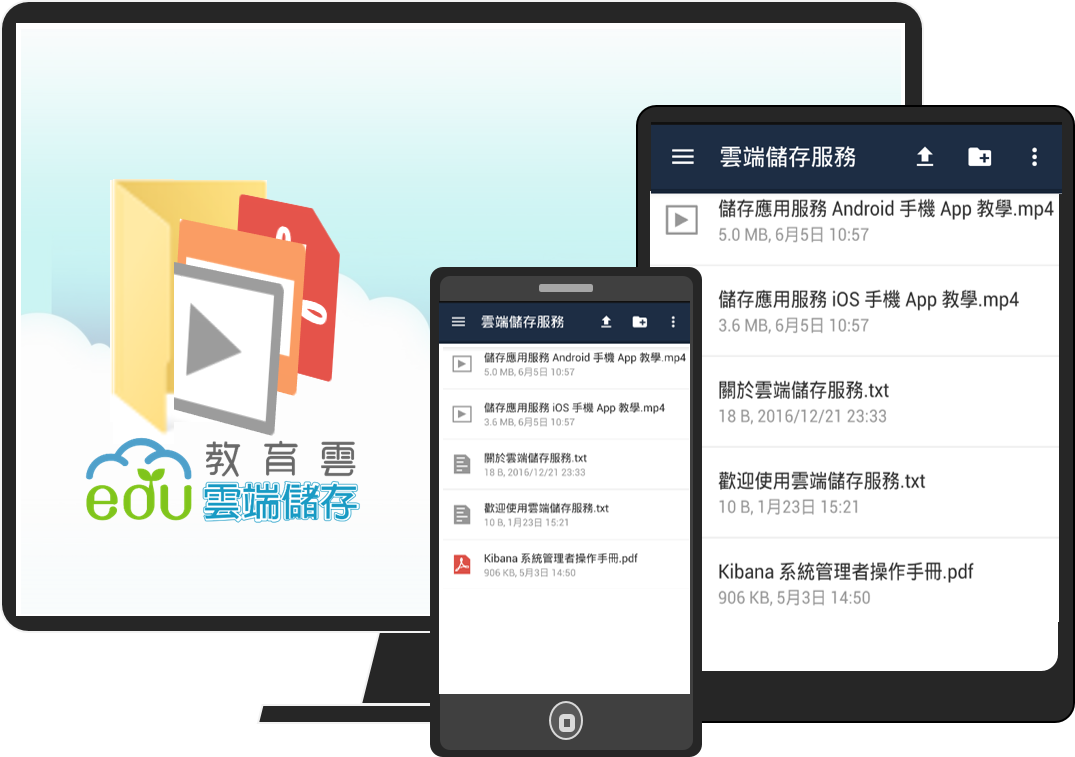 教育雲
edu 雲端儲存
雲端儲存服務
儲存應用服務 Android 手機 App 教學.mp4
5.0 MB, 6月5日 10:57
儲存應用服務 iOS 手機 App 教學.mp4
3.6 MB, 6月5日 10:57
關於雲端儲存服務.txt
18 B, 2016/12/21 23:33
歡迎使用雲端儲存服務.txt
10 B, 1月23日 15:21
Kibana 系統管理者操作手冊.pdf
906 KB, 5月3日 14:50
雲端儲存服務
儲存應用服務 Android 手機 App 教學.mp4
5.0 MB, 6月5日 10:57
儲存應用服務 iOS 手機 App 教學.mp4
3.6 MB, 6月5日 10:57
關於雲端儲存服務.txt
18 B, 2016/12/21 23:33
歡迎使用雲端儲存服務.txt
10 B, 1月23日 15:21
Kibana 系統管理者操作手冊.pdf
906 KB, 5月3日 14:50